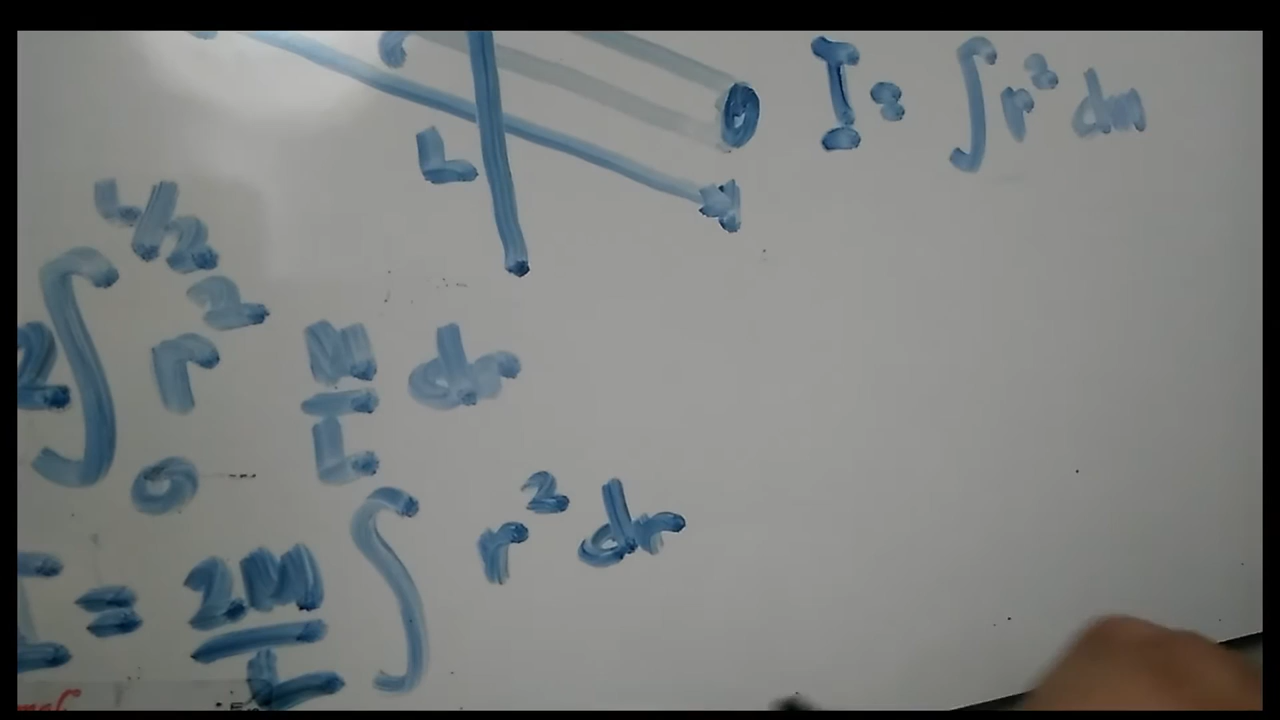 I = ∫ r² dm
L
2 ∫₀^(L/2) r² M/L dr
I = 2M/L ∫ r² dr